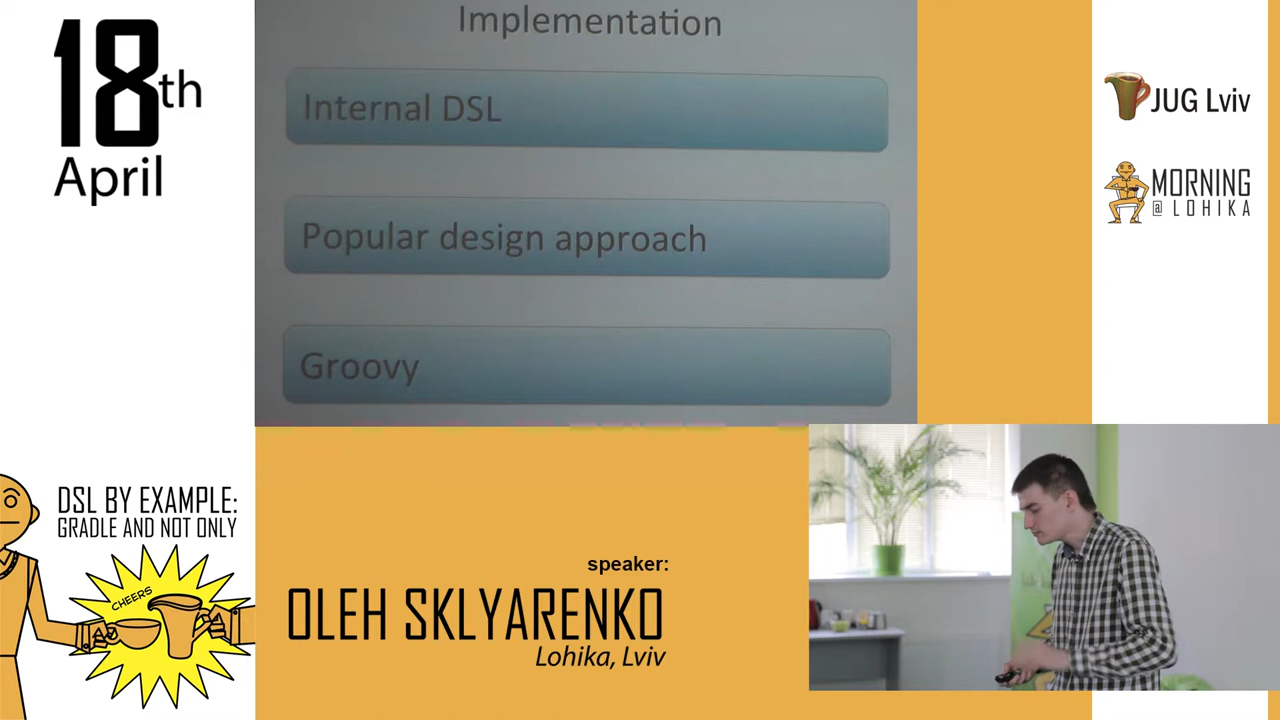 18th
April
Implementation
Internal DSL
Popular design approach
Groovy
JUG Lviv
MORNING
@ LOHIKA
DSL BY EXAMPLE:
GRADLE AND NOT ONLY
CHEERS
speaker:
OLEH SKLYARENKO
Lohika, Lviv